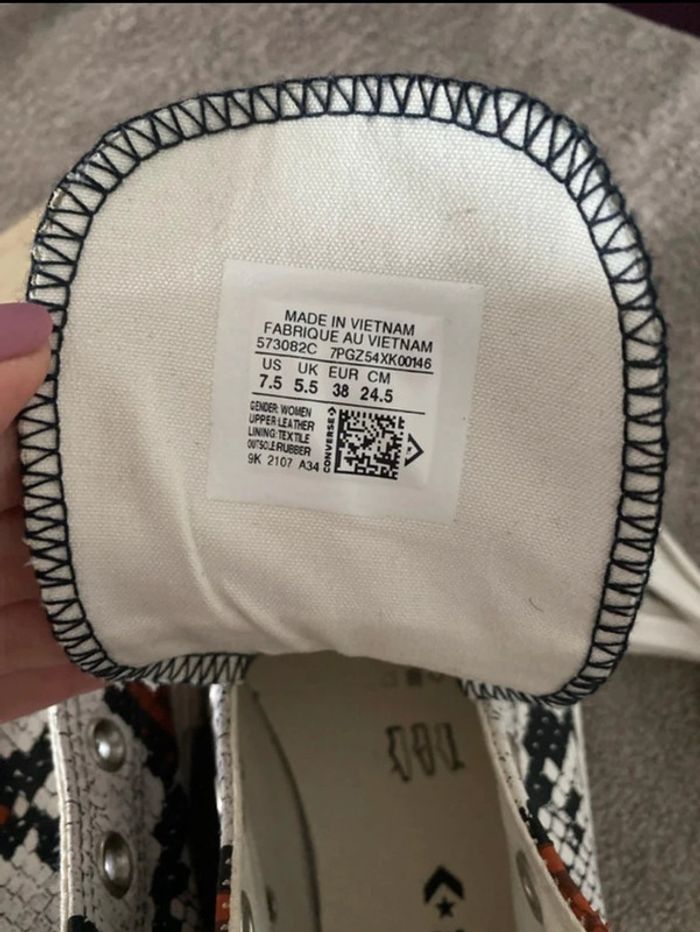 MADE IN VIETNAM
FABRIQUE AU VIETNAM
573082C 7PGZ54XK00146
US UK EUR CM
7.5 5.5 38 24.5
GENDER: WOMEN
UPPER: LEATHER
LINING: TEXTILE
OUTSOLE: RUBBER
9K 2107 A34
CONVERSE